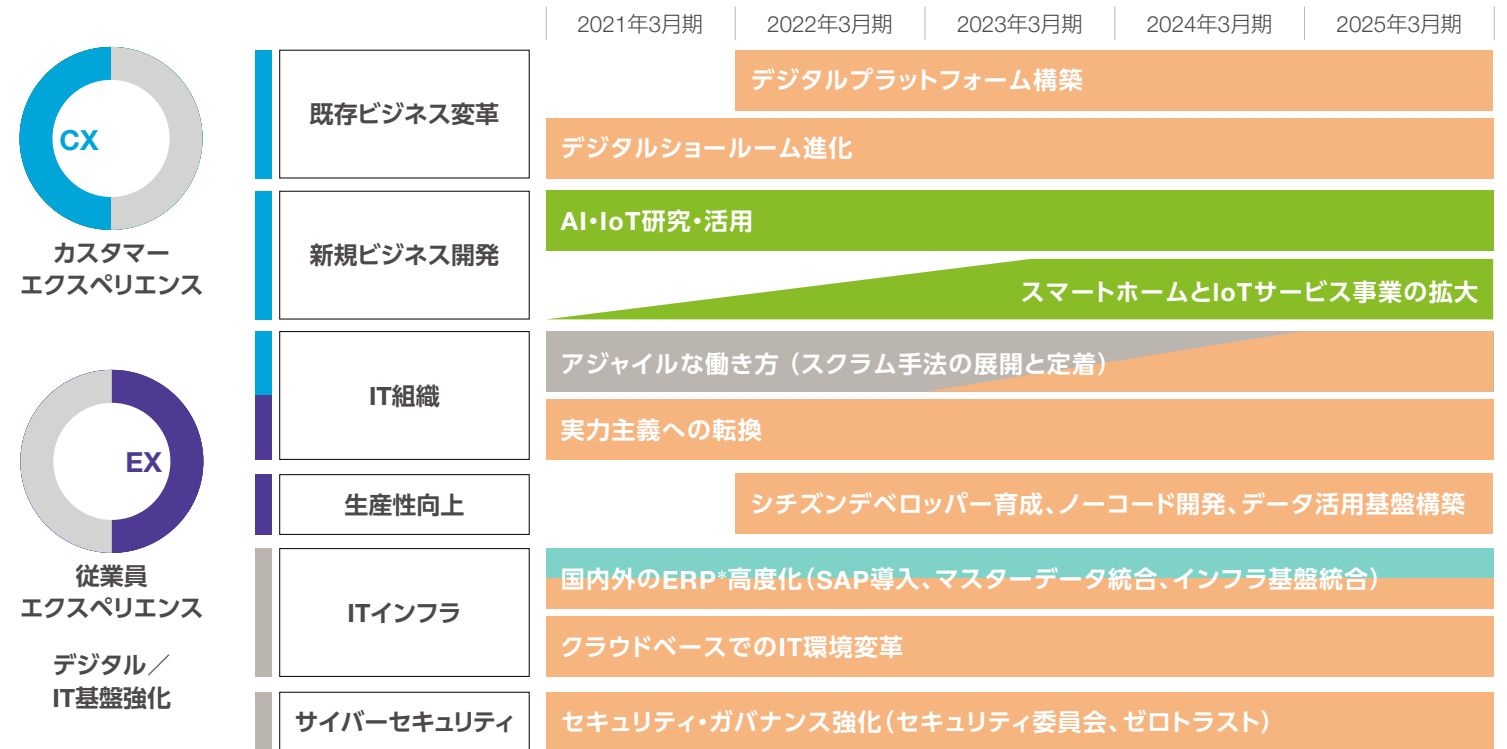 2021年3月期
2022年3月期
2023年3月期
2024年3月期
2025年3月期
CX
カスタマー
エクスペリエンス
EX
従業員
エクスペリエンス
デジタル／
IT基盤強化
既存ビジネス変革
デジタルプラットフォーム構築
デジタルショールーム進化
新規ビジネス開発
AI・IoT研究・活用
スマートホームとIoTサービス事業の拡大
IT組織
アジャイルな働き方（スクラム手法の展開と定着）
実力主義への転換
生産性向上
シチズンデベロッパー育成、ノーコード開発、データ活用基盤構築
ITインフラ
国内外のERP*高度化（SAP導入、マスターデータ統合、インフラ基盤統合）
クラウドベースでのIT環境変革
サイバーセキュリティ
セキュリティ・ガバナンス強化（セキュリティ委員会、ゼロトラスト）